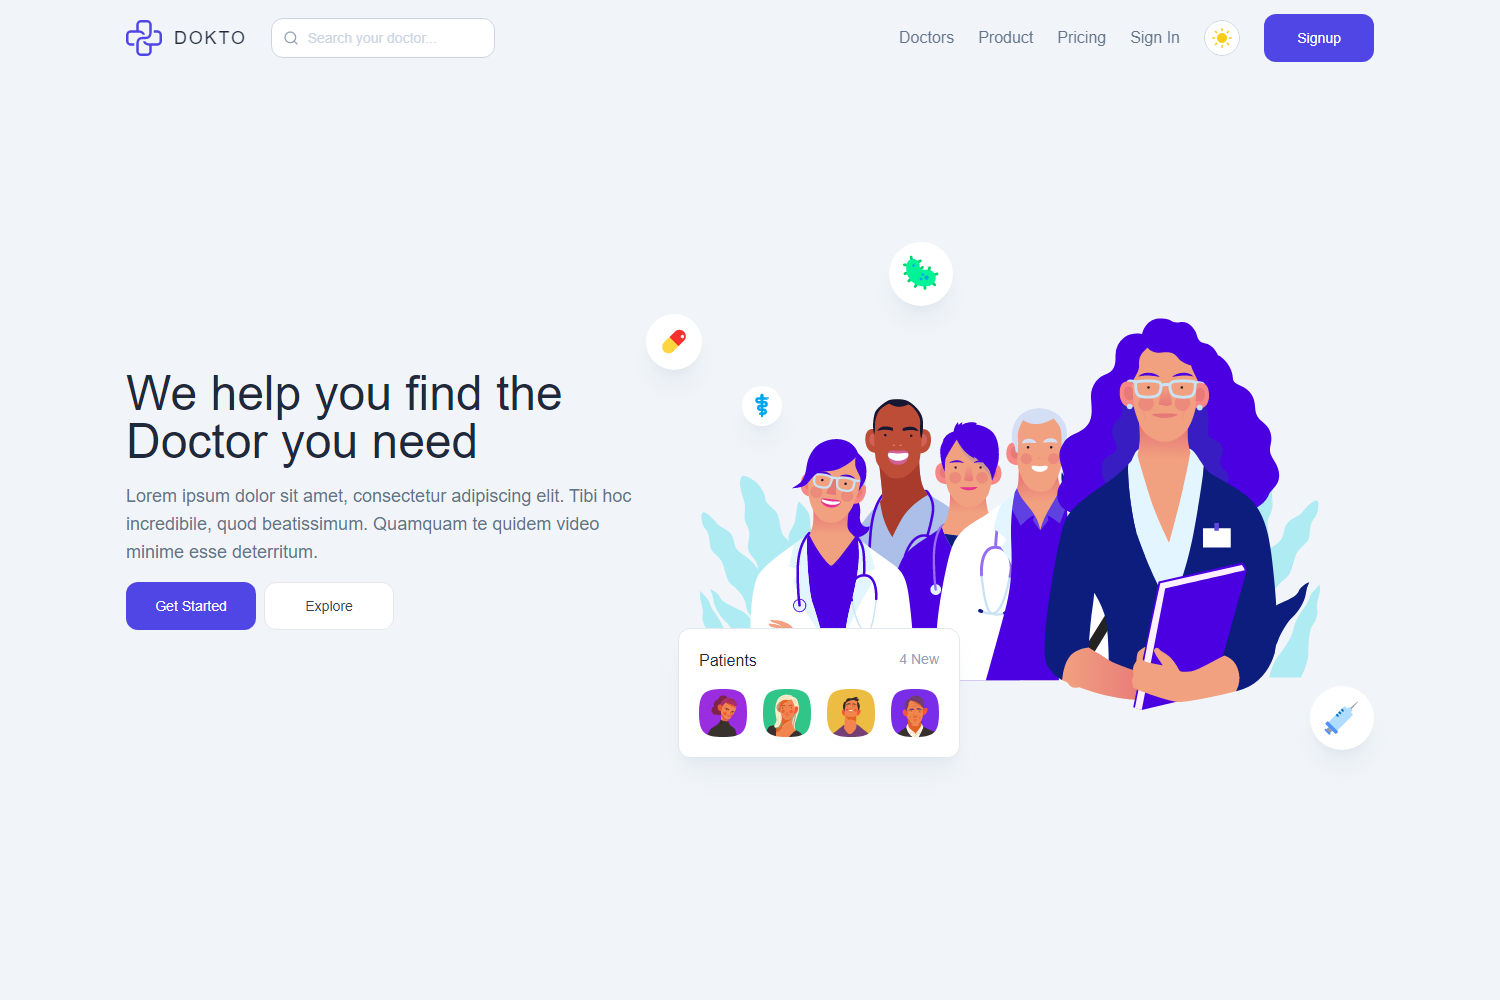 DOKTO
Search your doctor...
Doctors
Product
Pricing
Sign In
Signup
We help you find the
Doctor you need
Lorem ipsum dolor sit amet, consectetur adipiscing elit. Tibi hoc
incredibile, quod beatissimum. Quamquam te quidem video
minime esse deterritum.
Get Started
Explore
Patients
4 New